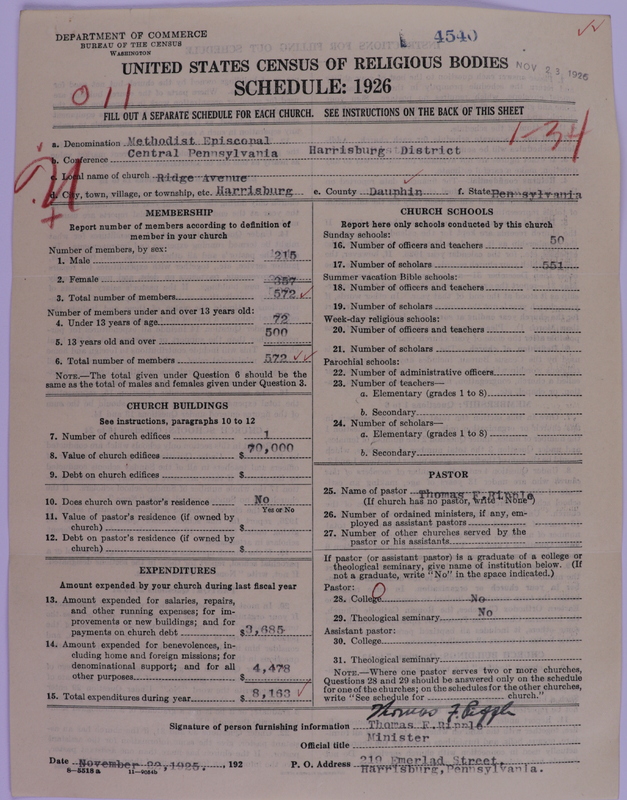 DEPARTMENT OF COMMERCE
BUREAU OF THE CENSUS
WASHINGTON
4540
NOV 23 1926
UNITED STATES CENSUS OF RELIGIOUS BODIES
SCHEDULE: 1926
011
FILL OUT A SEPARATE SCHEDULE FOR EACH CHURCH. SEE INSTRUCTIONS ON THE BACK OF THIS SHEET
1-34
a. Denomination Methodist Episcopal
b. Conference Central Pennsylvania Harrisburg District
c. Local name of church Ridge Avenue
d. City, town, village, or township, etc. Harrisburg e. County Dauphin f. State Pennsylvania
MEMBERSHIP
Report number of members according to definition of member in your church
Number of members, by sex:
1. Male 215
2. Female 357
3. Total number of members 572
Number of members under and over 13 years old:
4. Under 13 years of age 72
5. 13 years old and over 500
6. Total number of members 572
NOTE.—The total given under Question 6 should be the
same as the total of males and females given under Question 3.
CHURCH BUILDINGS
See instructions, paragraphs 10 to 12
7. Number of church edifices 1
8. Value of church edifices $70,000
9. Debt on church edifices $
10. Does church own pastor's residence No
Yes or No
11. Value of pastor's residence (if owned by
church) $
12. Debt on pastor's residence (if owned by
church) $
EXPENDITURES
Amount expended by your church during last fiscal year
13. Amount expended for salaries, repairs,
and other running expenses; for im-
provements or new buildings; and for
payments on church debt $3,685
14. Amount expended for benevolences, in-
cluding home and foreign missions; for
denominational support; and for all
other purposes $4,478
15. Total expenditures during year $8,163
CHURCH SCHOOLS
Report here only schools conducted by this church
Sunday schools:
16. Number of officers and teachers 50
17. Number of scholars 551
Summer vacation Bible schools:
18. Number of officers and teachers
19. Number of scholars
Week-day religious schools:
20. Number of officers and teachers
21. Number of scholars
Parochial schools:
22. Number of administrative officers
23. Number of teachers—
a. Elementary (grades 1 to 8)
b. Secondary
24. Number of scholars—
a. Elementary (grades 1 to 8)
b. Secondary
PASTOR
25. Name of pastor Thomas F. Ripple
(If church has no pastor, write "None")
26. Number of ordained ministers, if any, em-
ployed as assistant pastors
27. Number of other churches served by the
pastor or his assistants
If pastor (or assistant pastor) is a graduate of a college or
theological seminary, give name of institution below. (If
not a graduate, write "No" in the space indicated.)
Pastor:
28. College No
29. Theological seminary No
Assistant pastor:
30. College
31. Theological seminary
NOTE.—Where one pastor serves two or more churches,
Questions 28 and 29 should be answered only on the schedule
for one of the churches; on the schedules for the other churches,
write "See schedule for church."
Thomas F. Ripple
Signature of person furnishing information Thomas F. Ripple
Official title Minister
Date November 22, 1926. , 192 P. O. Address 219 Emerlad Street,
Harrisburg, Pennsylvania.
8-5518 a 11-9054b